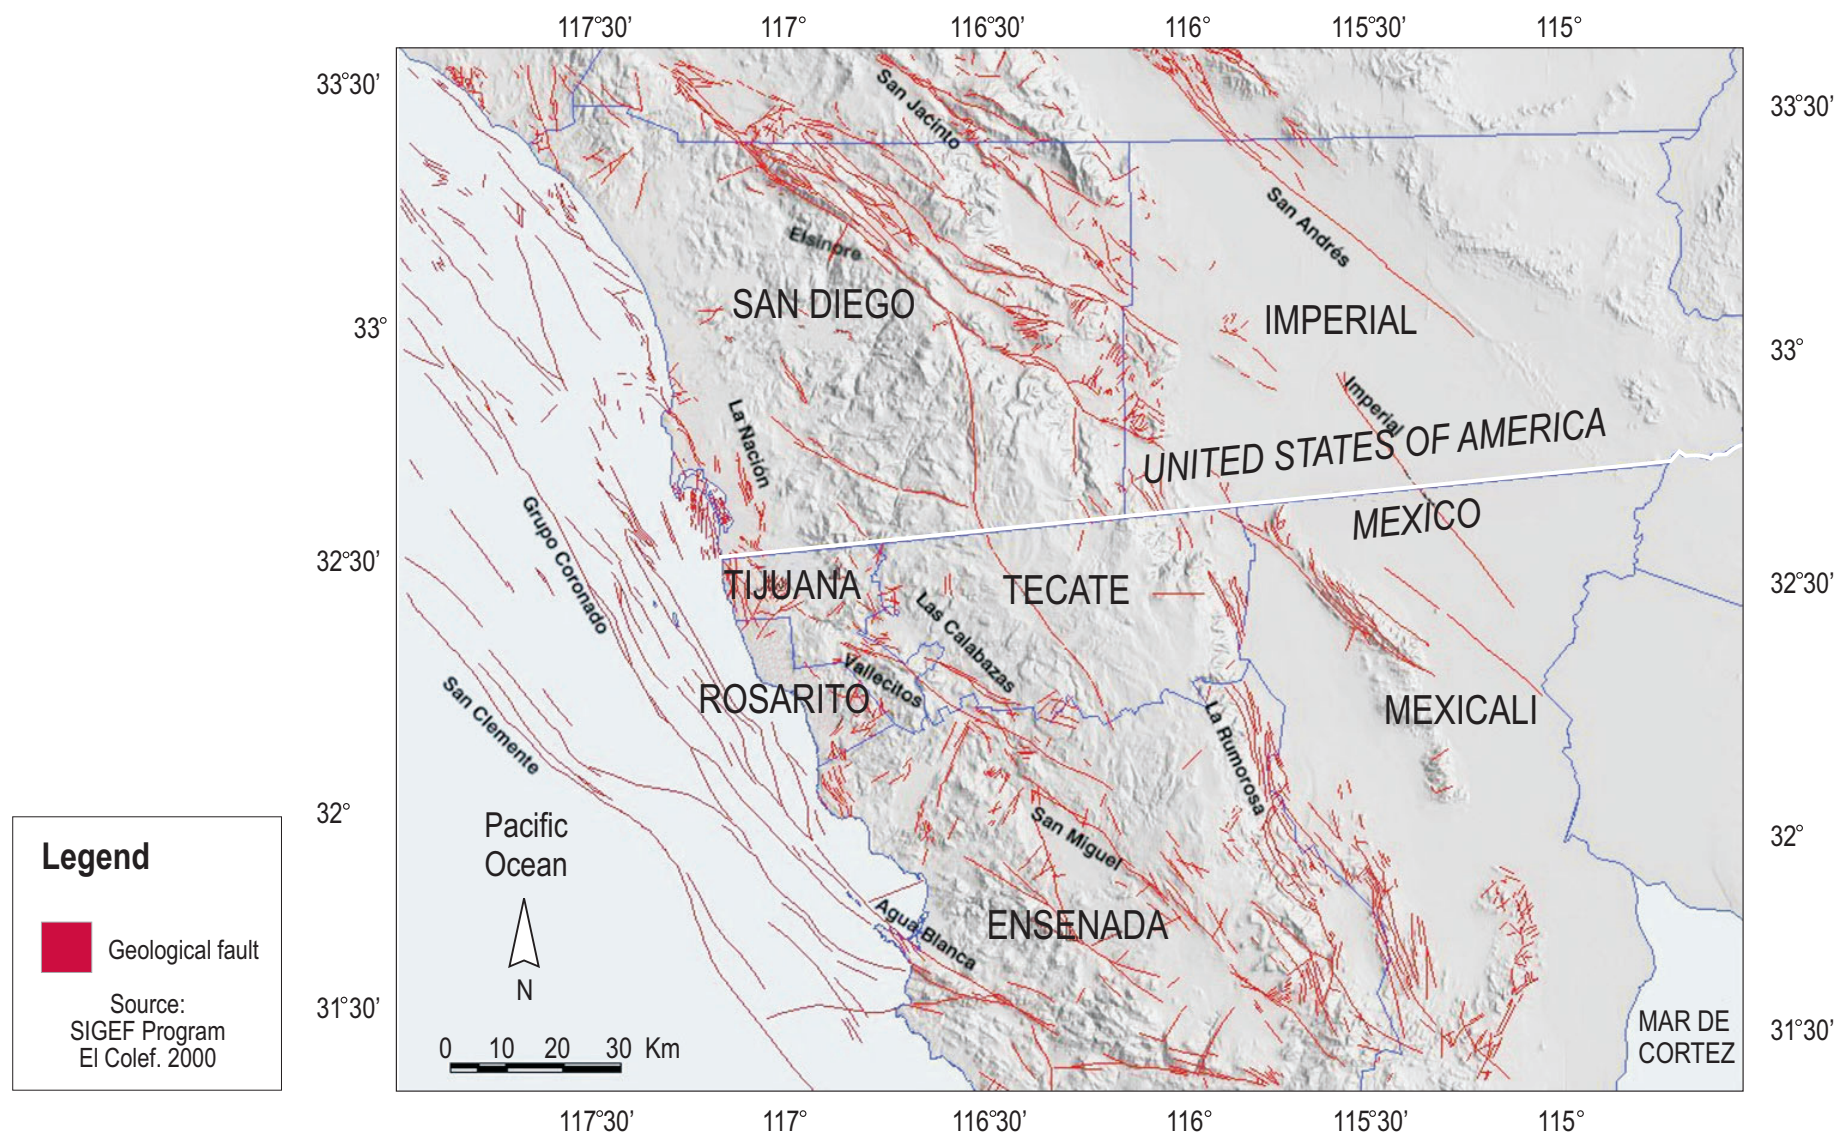 117°30’ 117° 116°30’ 116° 115°30’ 115°
33°30’
33°
32°30’
32°
31°30’
33°30’
33°
32°30’
32°
31°30’
San Jacinto
San Andrés
Elsinore
SAN DIEGO
IMPERIAL
Imperial
La Nación
UNITED STATES OF AMERICA
MEXICO
Grupo Coronado
TIJUANA
TECATE
Las Calabazas
Vallecitos
ROSARITO
San Clemente
La Rumorosa
MEXICALI
San Miguel
Agua Blanca
ENSENADA
Pacific
Ocean
N
0 10 20 30 Km
MAR DE
CORTEZ
Legend
Geological fault
Source:
SIGEF Program
El Colef. 2000
117°30’ 117° 116°30’ 116° 115°30’ 115°